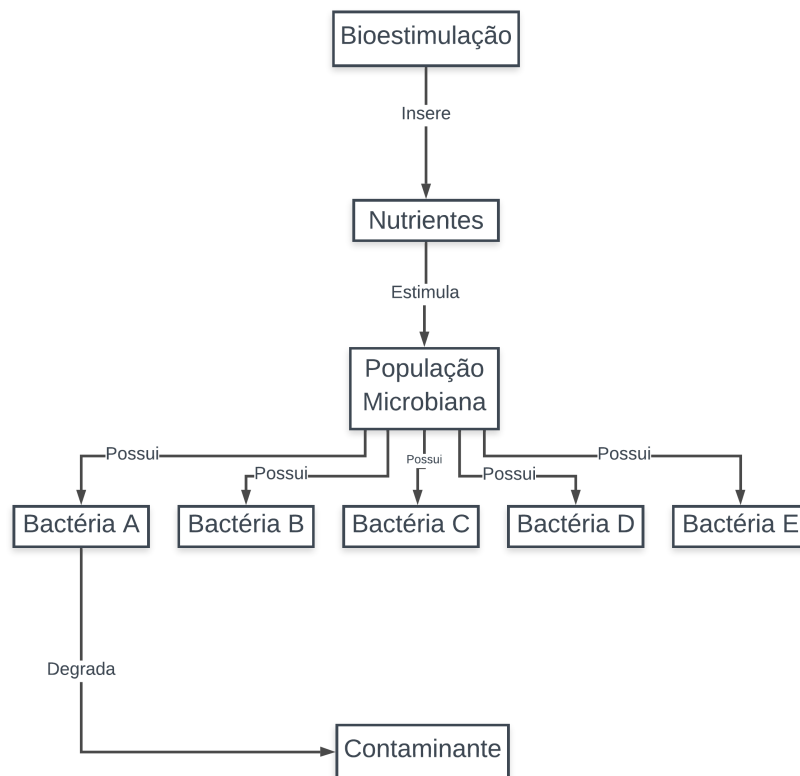 Bioestimulação
Insere
Nutrientes
Estimula
População
Microbiana
Possui
Possui
Possui
Possui
Possui
Bactéria A
Bactéria B
Bactéria C
Bactéria D
Bactéria E
Degrada
Contaminante